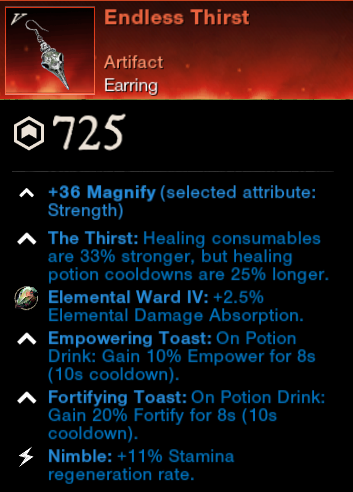 V
Endless Thirst
Artifact
Earring
725
+36 Magnify (selected attribute:
Strength)
The Thirst: Healing consumables
are 33% stronger, but healing
potion cooldowns are 25% longer.
Elemental Ward IV: +2.5%
Elemental Damage Absorption.
Empowering Toast: On Potion
Drink: Gain 10% Empower for 8s
(10s cooldown).
Fortifying Toast: On Potion Drink:
Gain 20% Fortify for 8s (10s
cooldown).
Nimble: +11% Stamina
regeneration rate.